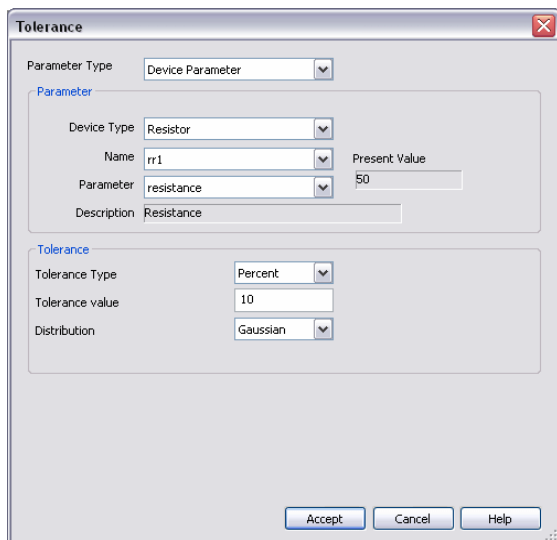 Tolerance
Parameter Type Device Parameter
Parameter
Device Type Resistor
Name rr1 Present Value
Parameter resistance 50
Description Resistance
Tolerance
Tolerance Type Percent
Tolerance value 10
Distribution Gaussian
Accept Cancel Help